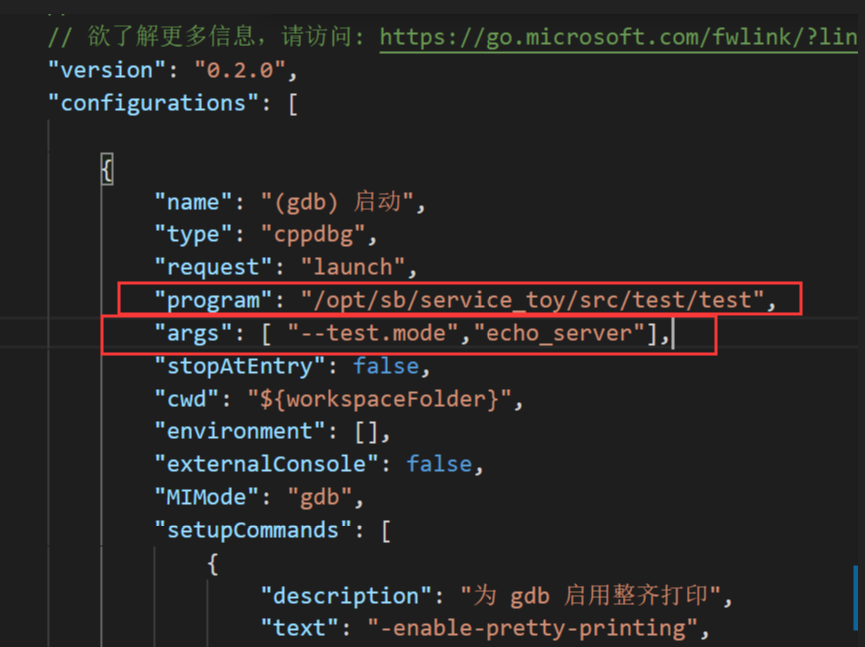 // 欲了解更多信息，请访问: https://go.microsoft.com/fwlink/?lin
"version": "0.2.0",
"configurations": [
{
"name": "(gdb) 启动",
"type": "cppdbg",
"request": "launch",
"program": "/opt/sb/service_toy/src/test/test",
"args": [ "--test.mode","echo_server"],
"stopAtEntry": false,
"cwd": "${workspaceFolder}",
"environment": [],
"externalConsole": false,
"MIMode": "gdb",
"setupCommands": [
{
"description": "为 gdb 启用整齐打印",
"text": "-enable-pretty-printing",